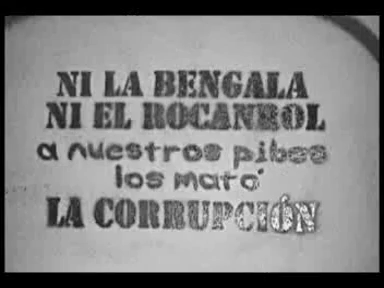 NI LA BENGALA
NI EL ROCANROL
a nuestros pibes
los mató
LA CORRUPCIÓN